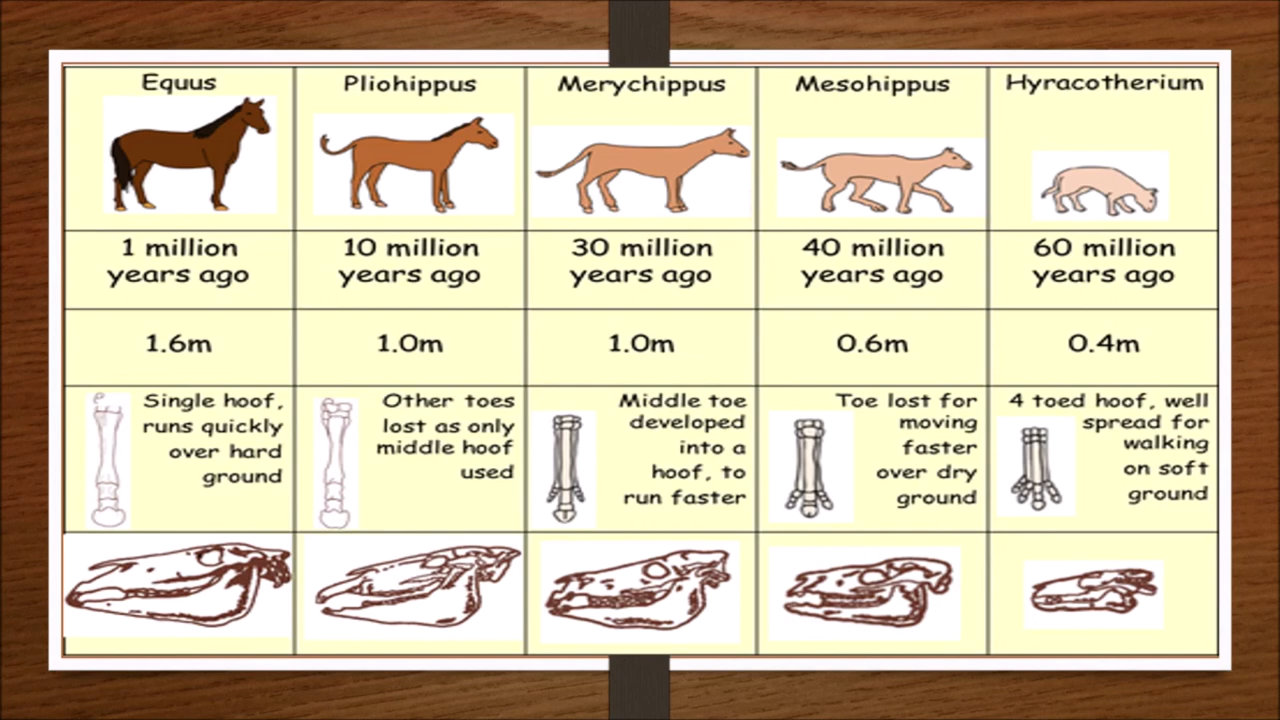 Equus
Pliohippus
Merychippus
Mesohippus
Hyracotherium
1 million
years ago
10 million
years ago
30 million
years ago
40 million
years ago
60 million
years ago
1.6m
1.0m
1.0m
0.6m
0.4m
Single hoof,
runs quickly
over hard
ground
Other toes
lost as only
middle hoof
used
Middle toe
developed
into a
hoof, to
run faster
Toe lost for
moving
faster
over dry
ground
4 toed hoof, well
spread for
walking
on soft
ground